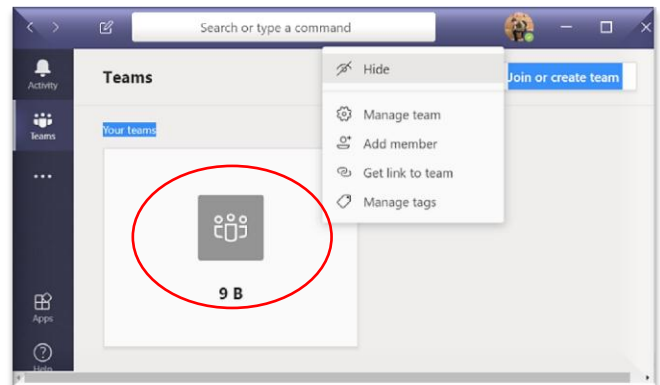 Search or type a command
Activity
Teams
Join or create team
Hide
Manage team
Add member
Get link to team
Manage tags
Teams
Your teams
9 B
Apps
Help